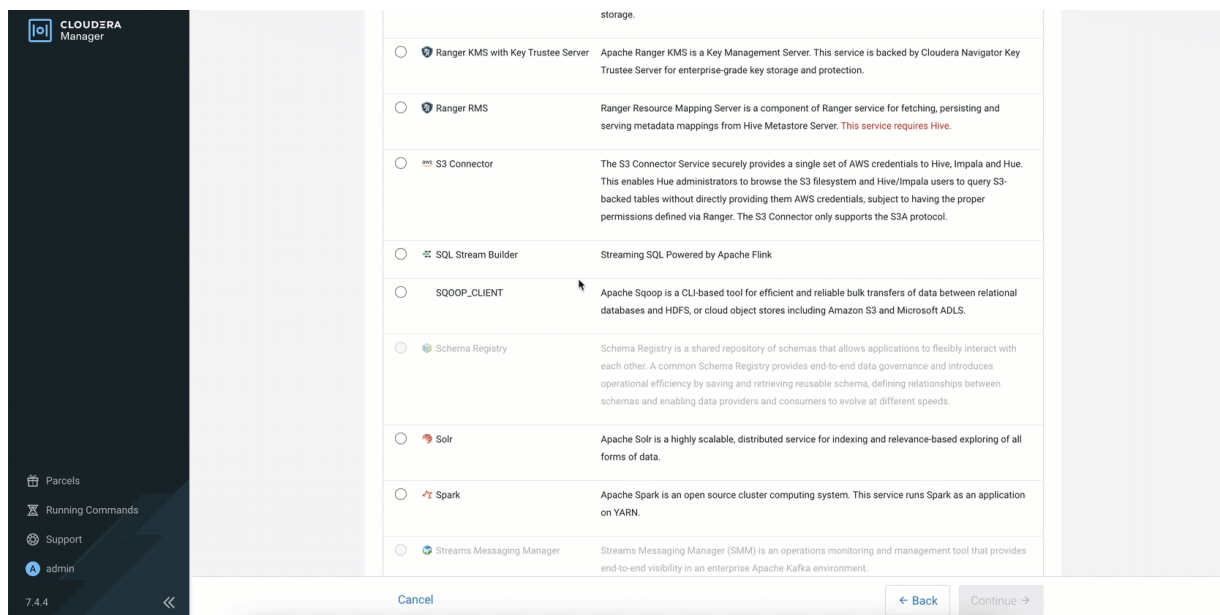 CLOUDERA
Manager
storage.
Ranger KMS with Key Trustee Server
Apache Ranger KMS is a Key Management Server. This service is backed by Cloudera Navigator Key
Trustee Server for enterprise-grade key storage and protection.
Ranger RMS
Ranger Resource Mapping Server is a component of Ranger service for fetching, persisting and
serving metadata mappings from Hive Metastore Server. This service requires Hive.
aws S3 Connector
The S3 Connector Service securely provides a single set of AWS credentials to Hive, Impala and Hue.
This enables Hue administrators to browse the S3 filesystem and Hive/Impala users to query S3-
backed tables without directly providing them AWS credentials, subject to having the proper
permissions defined via Ranger. The S3 Connector only supports the S3A protocol.
SQL Stream Builder
Streaming SQL Powered by Apache Flink
SQOOP_CLIENT
Apache Sqoop is a CLI-based tool for efficient and reliable bulk transfers of data between relational
databases and HDFS, or cloud object stores including Amazon S3 and Microsoft ADLS.
Schema Registry
Schema Registry is a shared repository of schemas that allows applications to flexibly interact with
each other. A common Schema Registry provides end-to-end data governance and introduces
operational efficiency by saving and retrieving reusable schema, defining relationships between
schemas and enabling data providers and consumers to evolve at different speeds.
Solr
Apache Solr is a highly scalable, distributed service for indexing and relevance-based exploring of all
forms of data.
Spark
Apache Spark is an open source cluster computing system. This service runs Spark as an application
on YARN.
Streams Messaging Manager
Streams Messaging Manager (SMM) is an operations monitoring and management tool that provides
end-to-end visibility in an enterprise Apache Kafka environment.
Parcels
Running Commands
Support
A admin
7.4.4
Cancel
← Back
Continue →